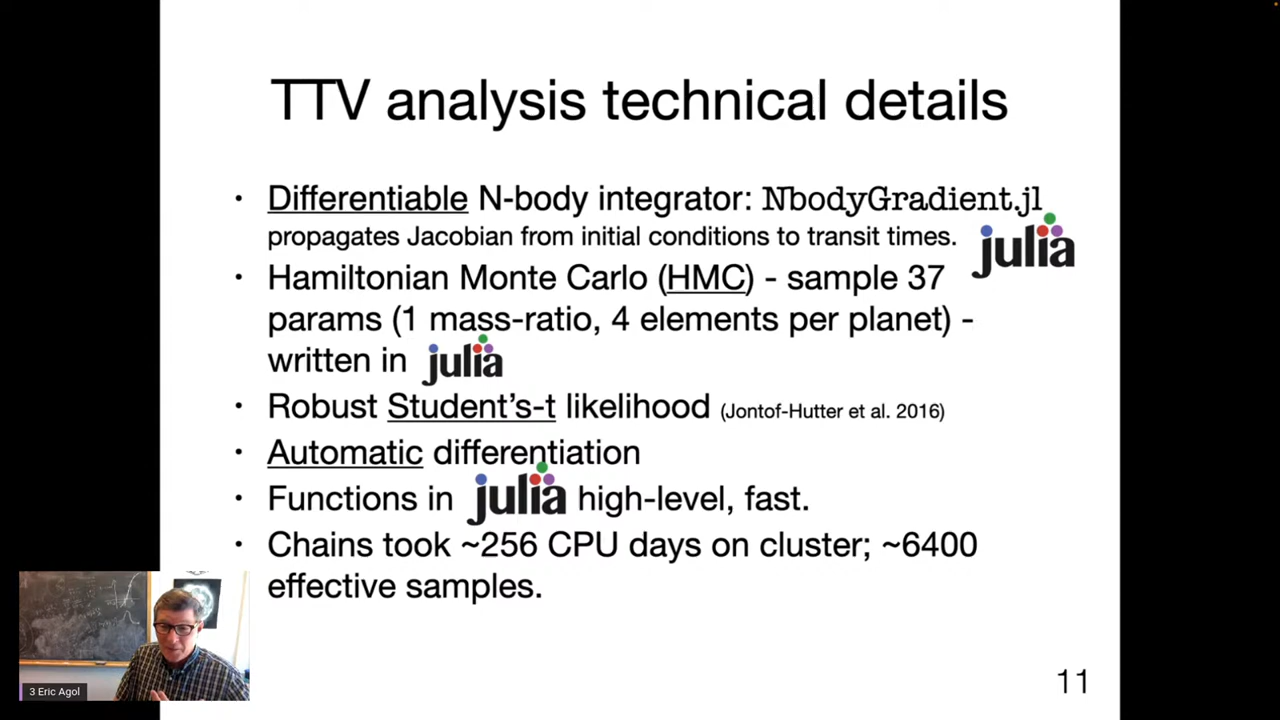 TTV analysis technical details
• Differentiable N-body integrator: NbodyGradient.jl
propagates Jacobian from initial conditions to transit times. julia
• Hamiltonian Monte Carlo (HMC) - sample 37
params (1 mass-ratio, 4 elements per planet) -
written in julia
• Robust Student's-t likelihood (Jontof-Hutter et al. 2016)
• Automatic differentiation
• Functions in julia high-level, fast.
• Chains took ~256 CPU days on cluster; ~6400
effective samples.
3 Eric Agol
11